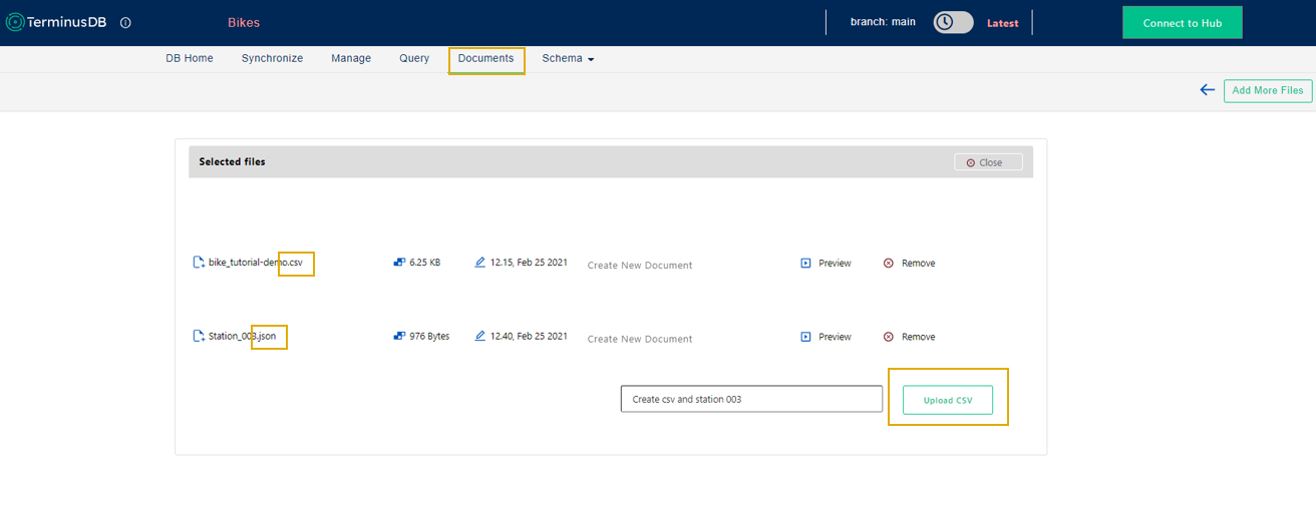 TerminusDB Bikes branch: main Latest Connect to Hub
DB Home Synchronize Manage Query Documents Schema
Add More Files
Selected files Close
bike_tutorial-demo.csv 6.25 KB 12.15, Feb 25 2021 Create New Document Preview Remove
Station_003.json 976 Bytes 12.40, Feb 25 2021 Create New Document Preview Remove
Create csv and station 003 Upload CSV